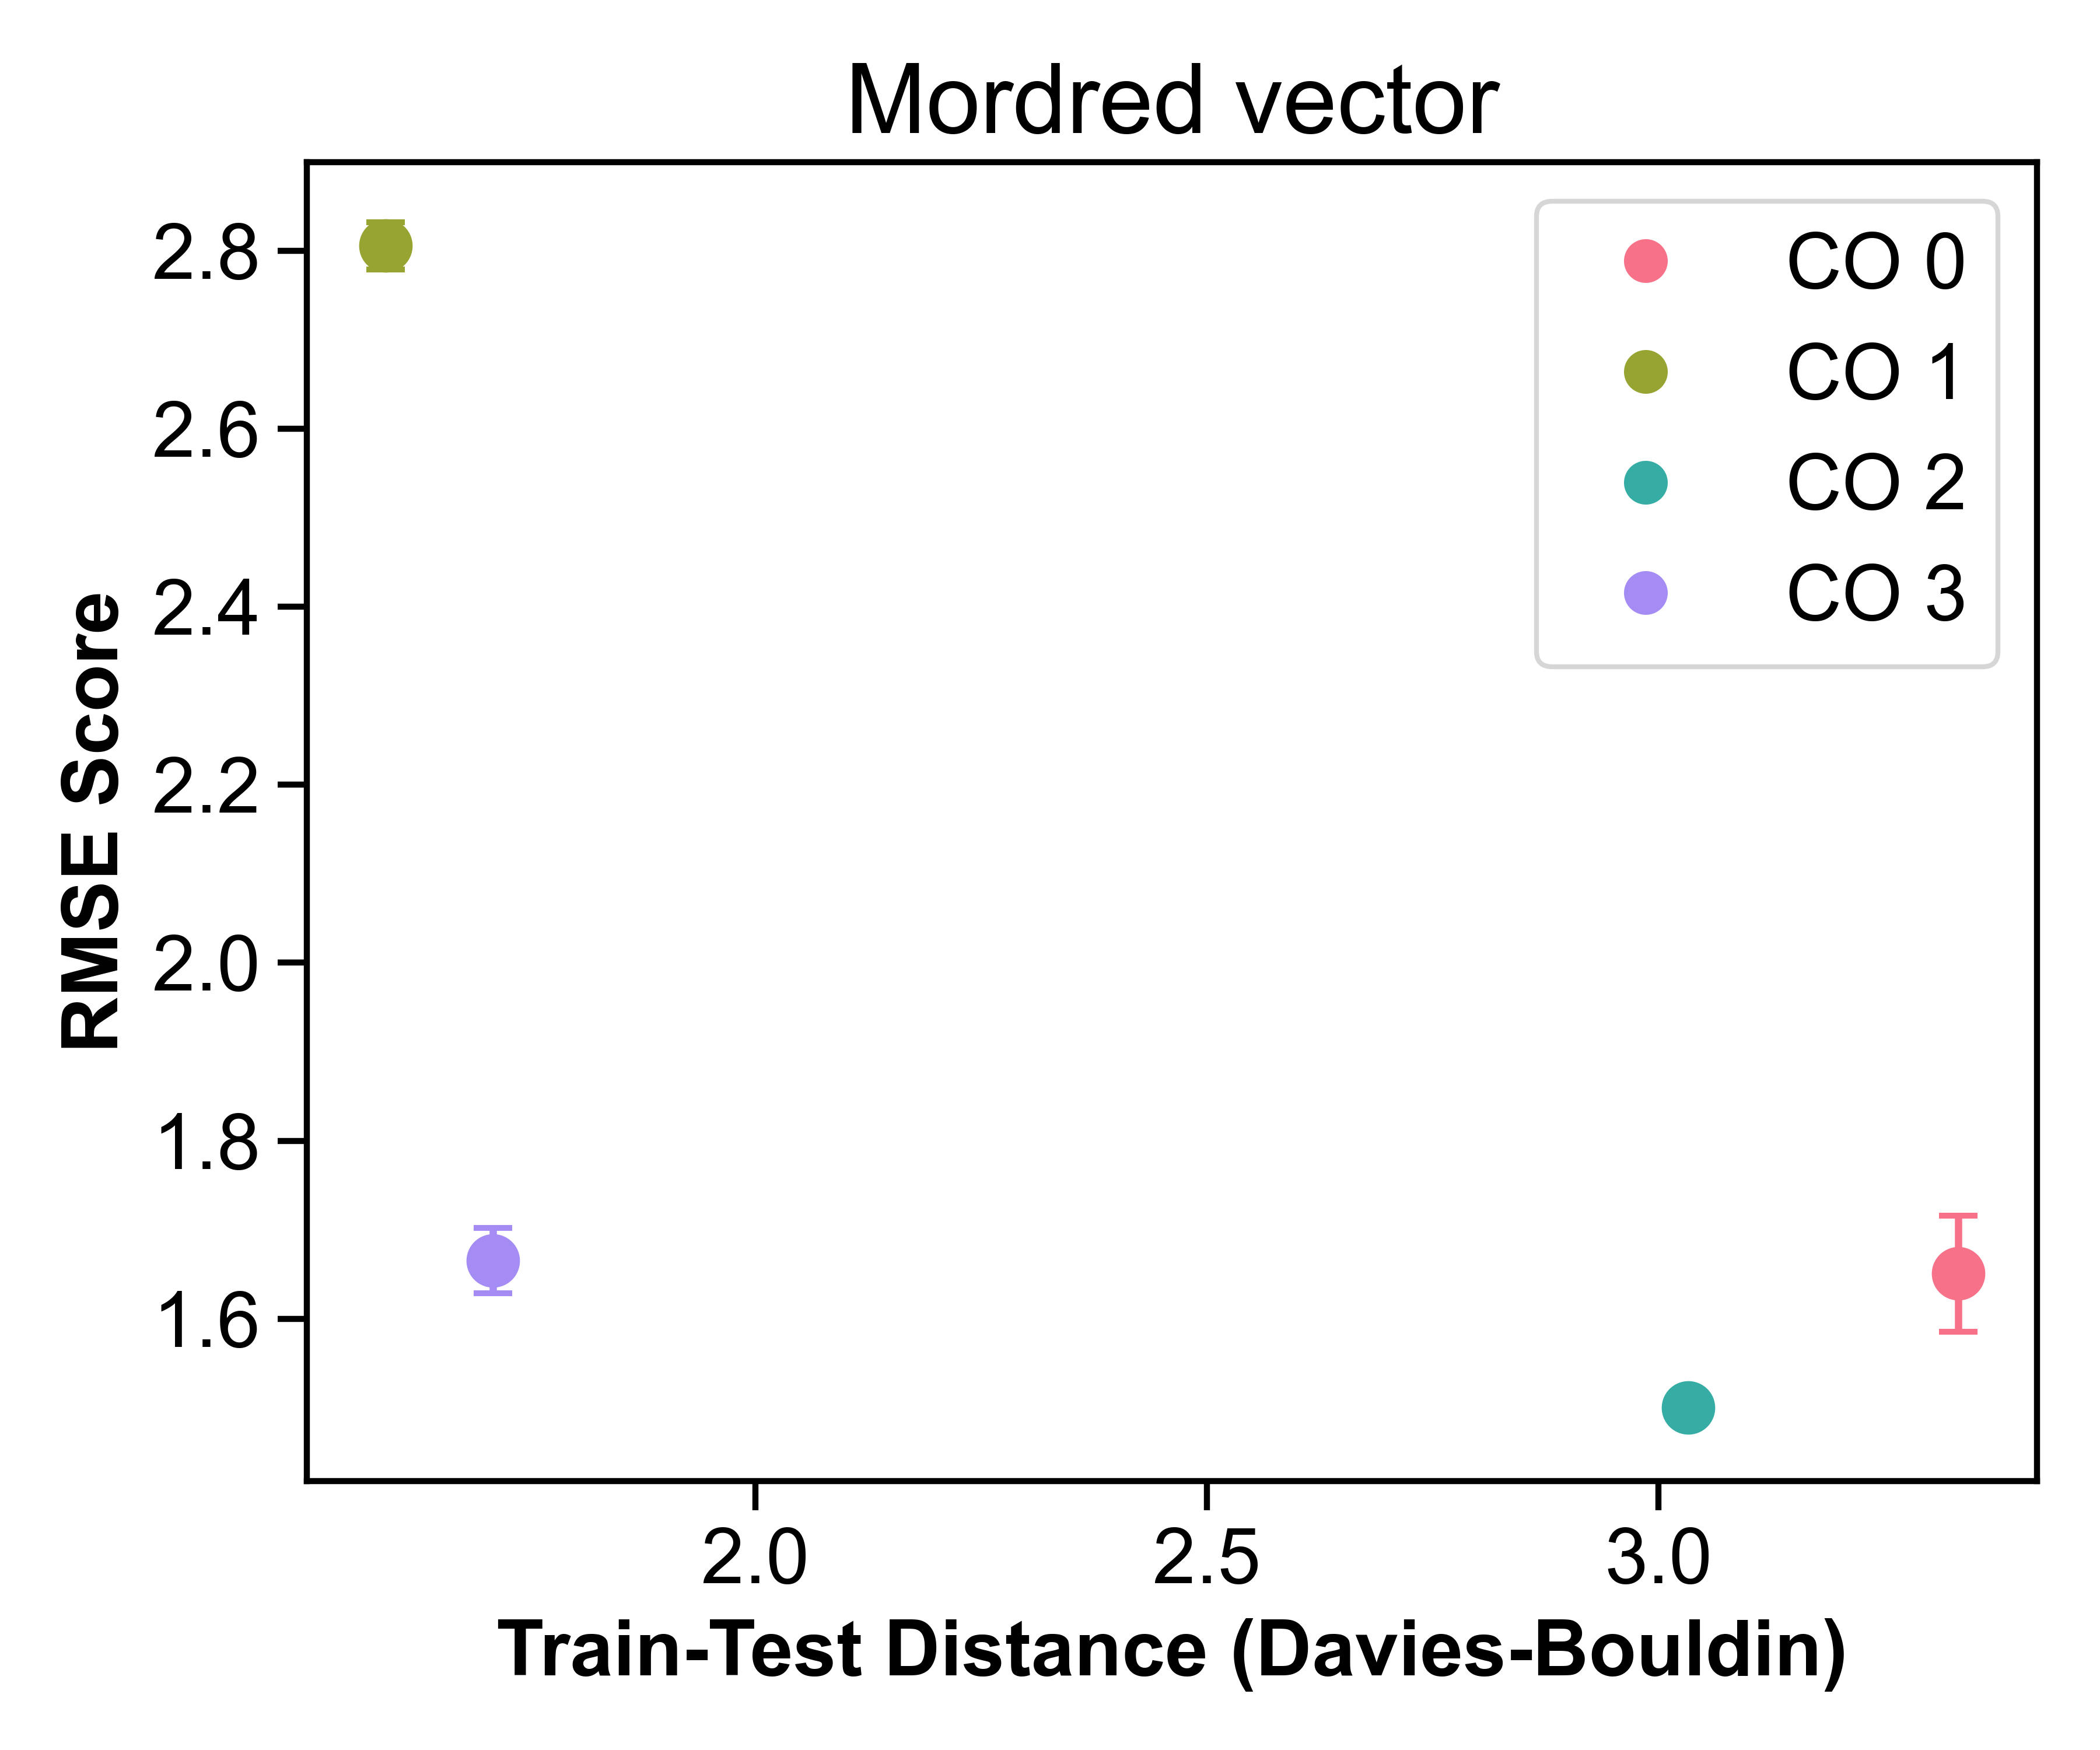 Mordred vector
CO 0
CO 1
CO 2
CO 3
RMSE Score
2.8
2.6
2.4
2.2
2.0
1.8
1.6
2.0 2.5 3.0
Train-Test Distance (Davies-Bouldin)